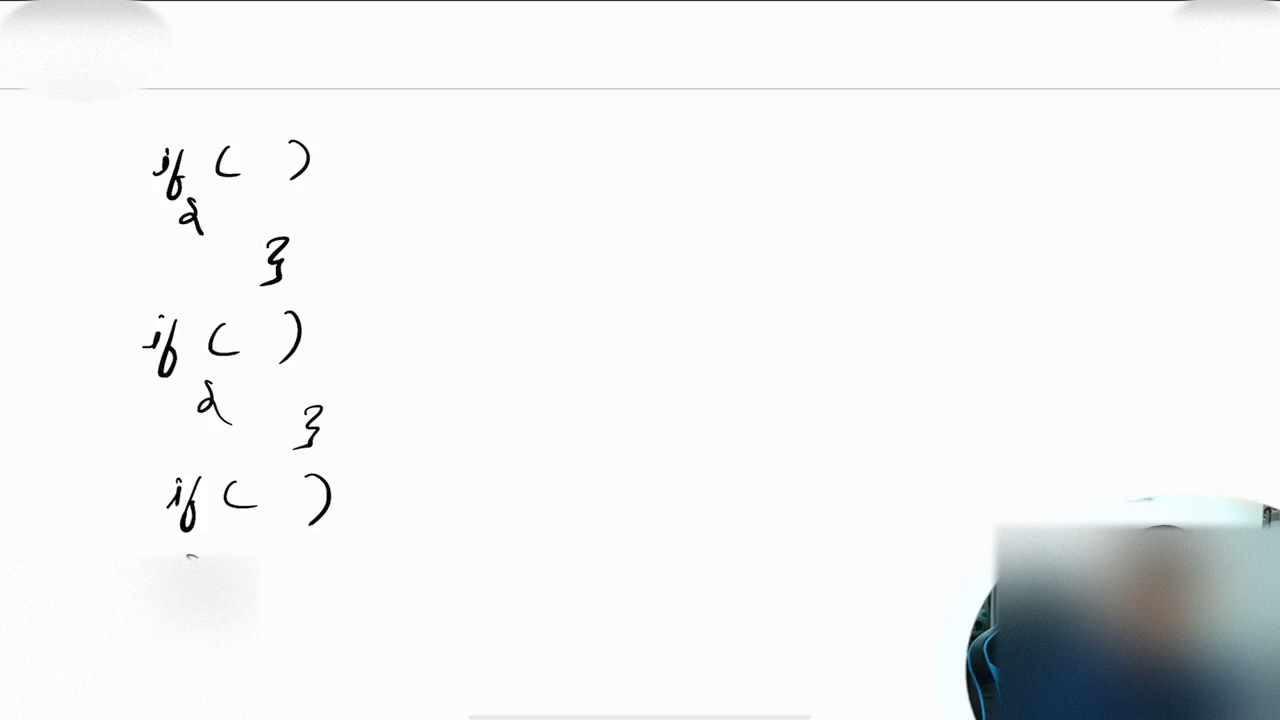 if ( )
{
}
if ( )
{
}
if ( )